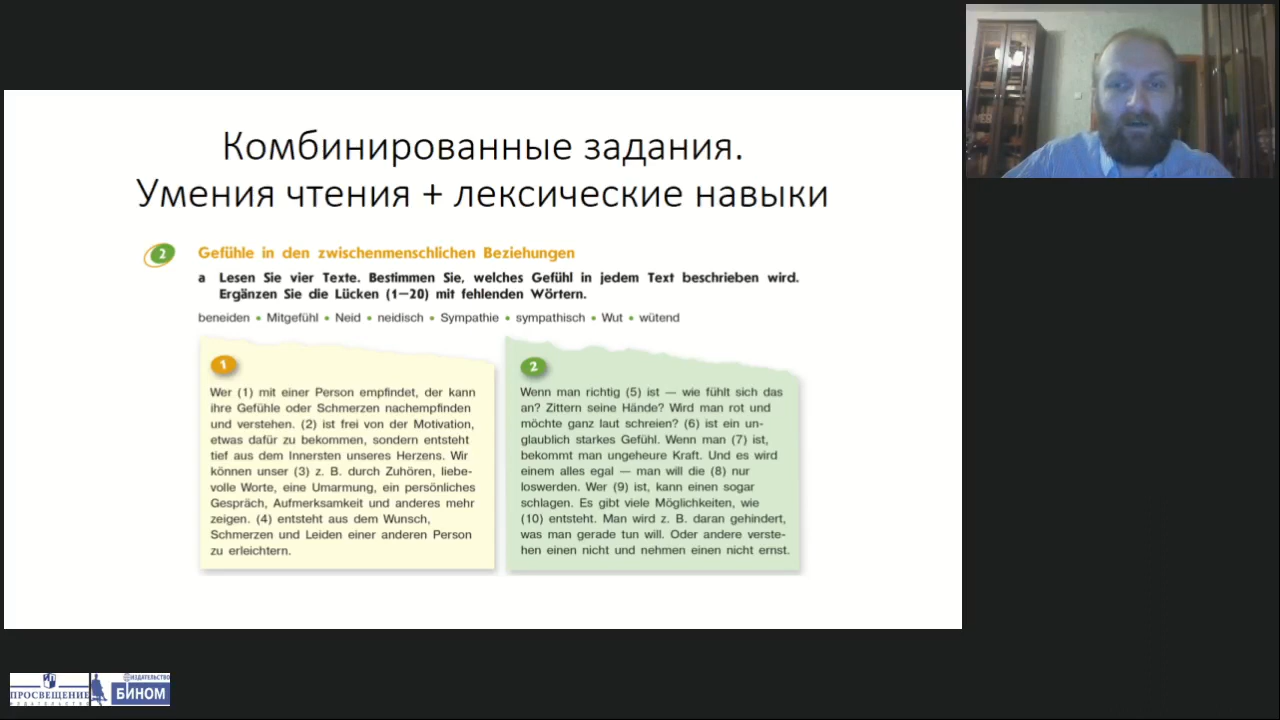 Комбинированные задания.
Умения чтения + лексические навыки
2
Gefühle in den zwischenmenschlichen Beziehungen
a Lesen Sie vier Texte. Bestimmen Sie, welches Gefühl in jedem Text beschrieben wird.
Ergänzen Sie die Lücken (1—20) mit fehlenden Wörtern.
beneiden • Mitgefühl • Neid • neidisch • Sympathie • sympathisch • Wut • wütend
1
Wer (1) mit einer Person empfindet, der kann
ihre Gefühle oder Schmerzen nachempfinden
und verstehen. (2) ist frei von der Motivation,
etwas dafür zu bekommen, sondern entsteht
tief aus dem Innersten unseres Herzens. Wir
können unser (3) z. B. durch Zuhören, liebe-
volle Worte, eine Umarmung, ein persönliches
Gespräch, Aufmerksamkeit und anderes mehr
zeigen. (4) entsteht aus dem Wunsch,
Schmerzen und Leiden einer anderen Person
zu erleichtern.
2
Wenn man richtig (5) ist — wie fühlt sich das
an? Zittern seine Hände? Wird man rot und
möchte ganz laut schreien? (6) ist ein un-
glaublich starkes Gefühl. Wenn man (7) ist,
bekommt man ungeheure Kraft. Und es wird
einem alles egal — man will die (8) nur
loswerden. Wer (9) ist, kann einen sogar
schlagen. Es gibt viele Möglichkeiten, wie
(10) entsteht. Man wird z. B. daran gehindert,
was man gerade tun will. Oder andere verste-
hen einen nicht und nehmen einen nicht ernst.
ПРОСВЕЩЕНИЕ
ИЗДАТЕЛЬСТВО
ИЗДАТЕЛЬСТВО
БИНОМ